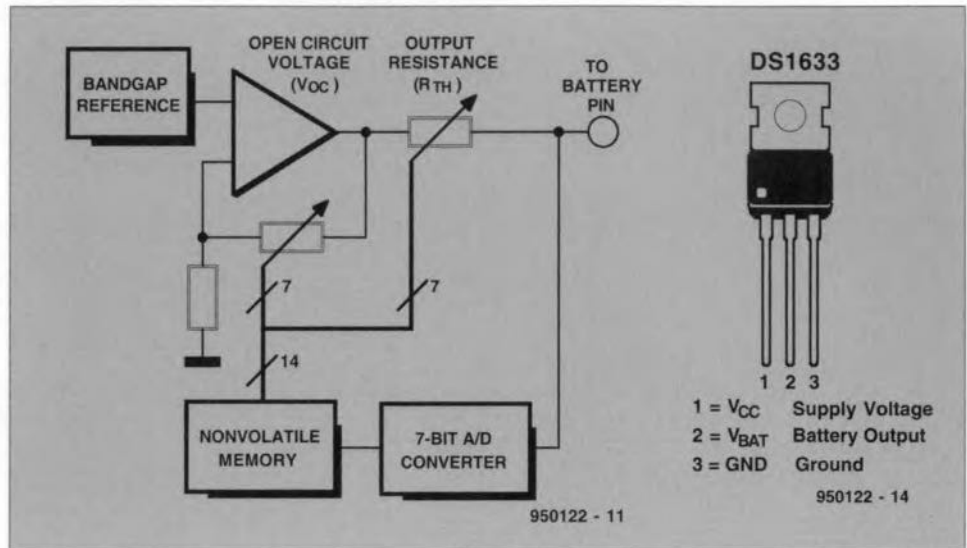 OPEN CIRCUIT
VOLTAGE
(VOC)
OUTPUT
RESISTANCE
(RTH)
BANDGAP
REFERENCE
TO
BATTERY
PIN
7
7
14
NONVOLATILE
MEMORY
7-BIT A/D
CONVERTER
950122 - 11
DS1633
1 2 3
1 = VCC Supply Voltage
2 = VBAT Battery Output
3 = GND Ground
950122 - 14